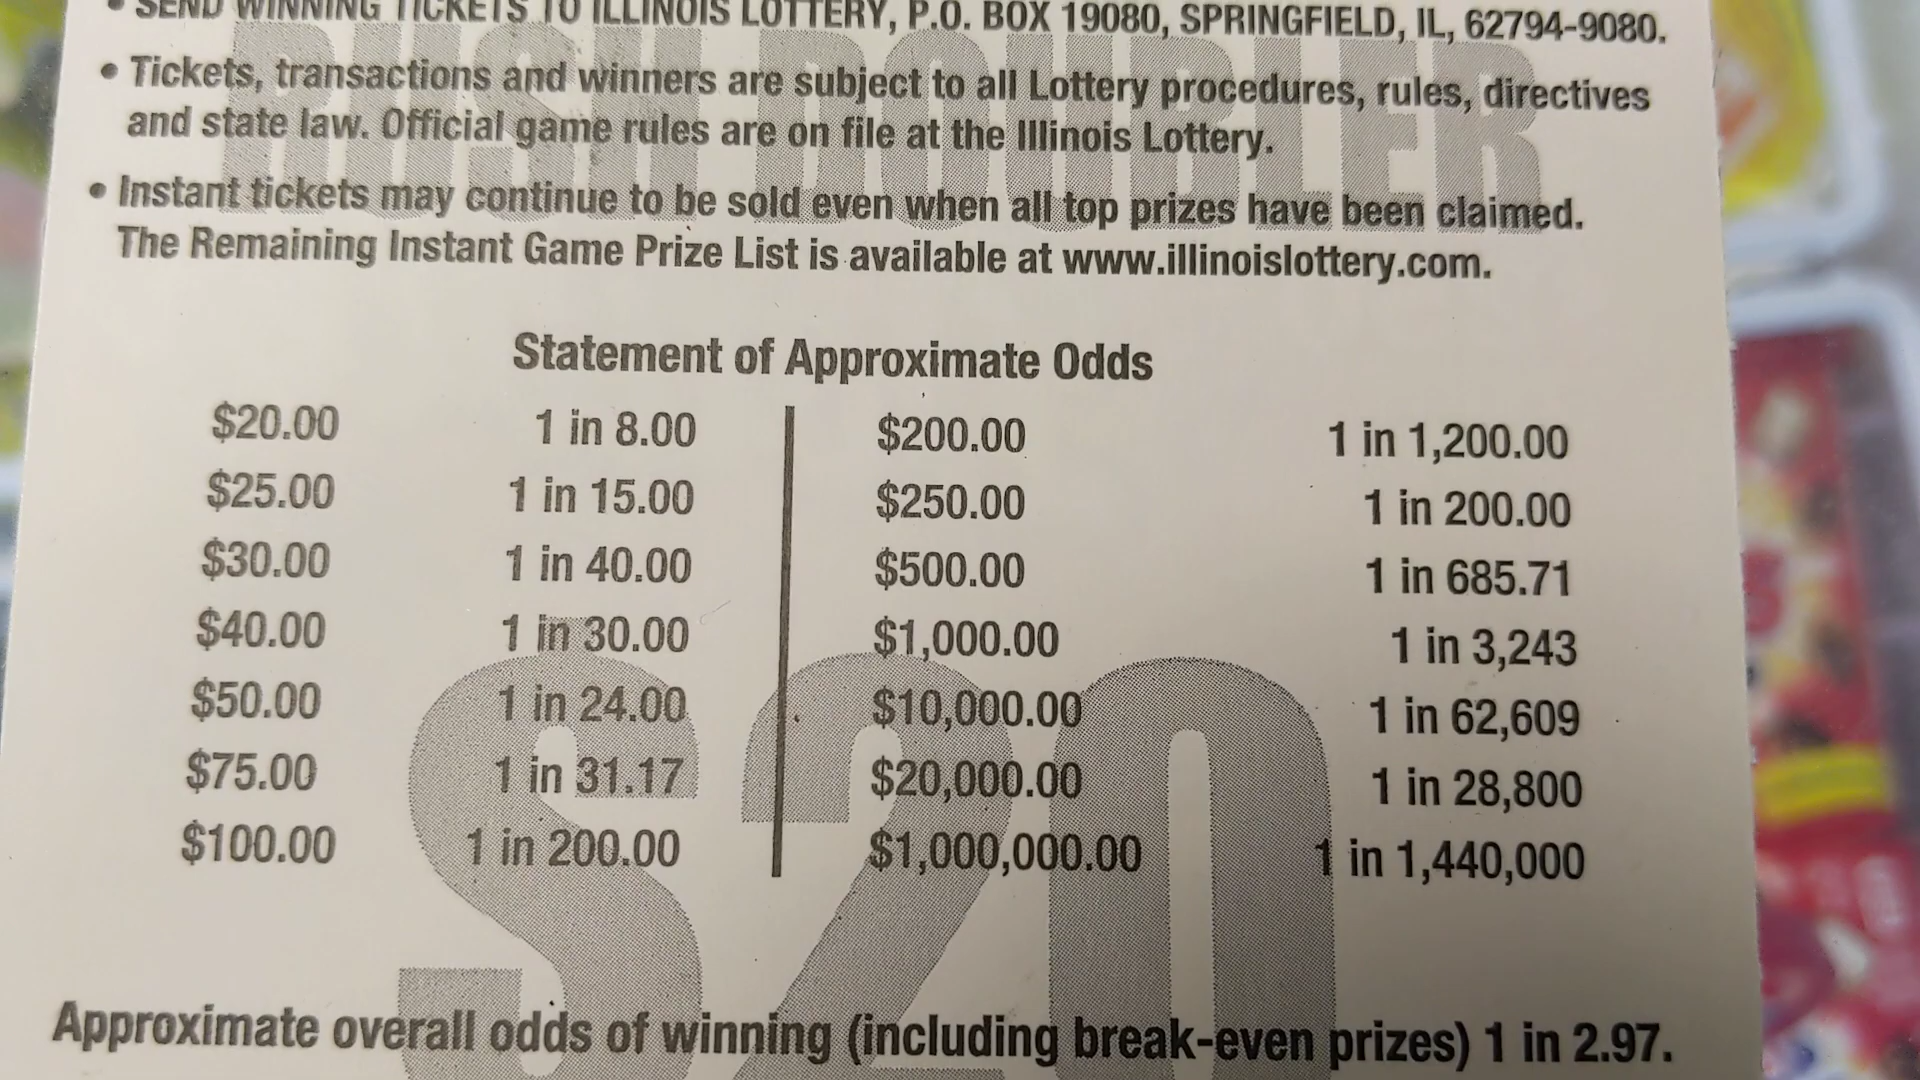 • SEND WINNING TICKETS TO ILLINOIS LOTTERY, P.O. BOX 19080, SPRINGFIELD, IL, 62794-9080.
• Tickets, transactions and winners are subject to all Lottery procedures, rules, directives
and state law. Official game rules are on file at the Illinois Lottery.
• Instant tickets may continue to be sold even when all top prizes have been claimed.
The Remaining Instant Game Prize List is available at www.illinoislottery.com.
RUSH DOUBLER
Statement of Approximate Odds
$20.00 1 in 8.00 $200.00 1 in 1,200.00
$25.00 1 in 15.00 $250.00 1 in 200.00
$30.00 1 in 40.00 $500.00 1 in 685.71
$40.00 1 in 30.00 $1,000.00 1 in 3,243
$50.00 1 in 24.00 $10,000.00 1 in 62,609
$75.00 1 in 31.17 $20,000.00 1 in 28,800
$100.00 1 in 200.00 $1,000,000.00 1 in 1,440,000
$20
Approximate overall odds of winning (including break-even prizes) 1 in 2.97.